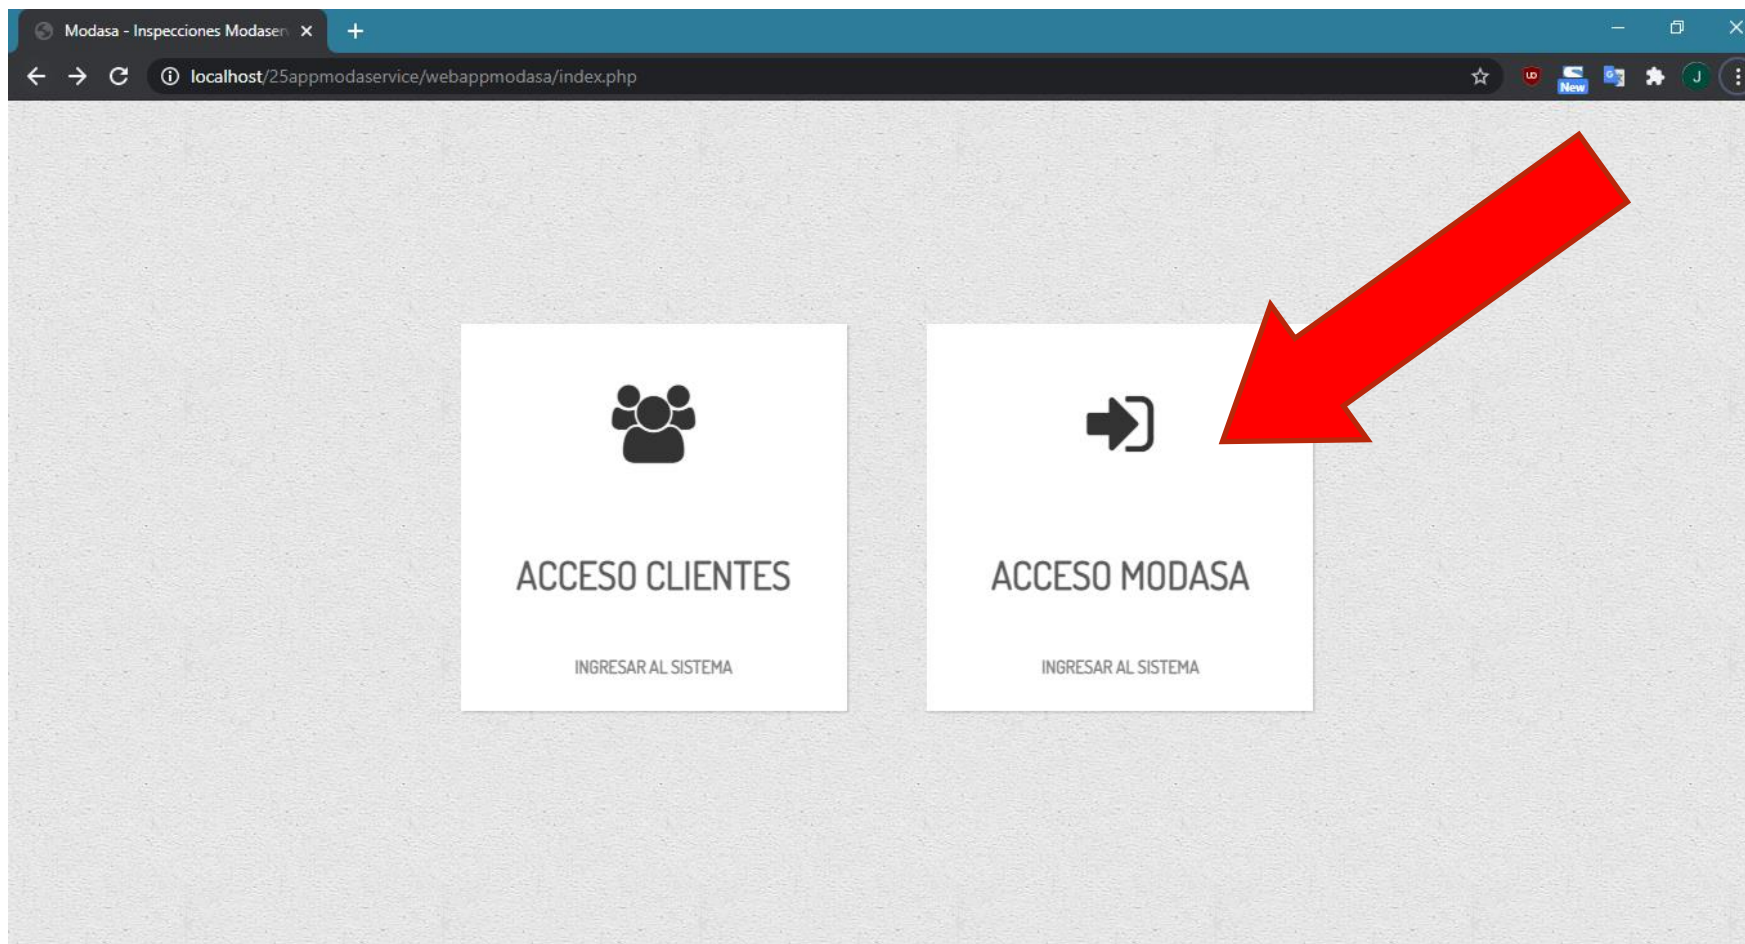 Modasa - Inspecciones Modaser
localhost/25appmodaservice/webappmodasa/index.php
New
J
ACCESO CLIENTES
INGRESAR AL SISTEMA
ACCESO MODASA
INGRESAR AL SISTEMA